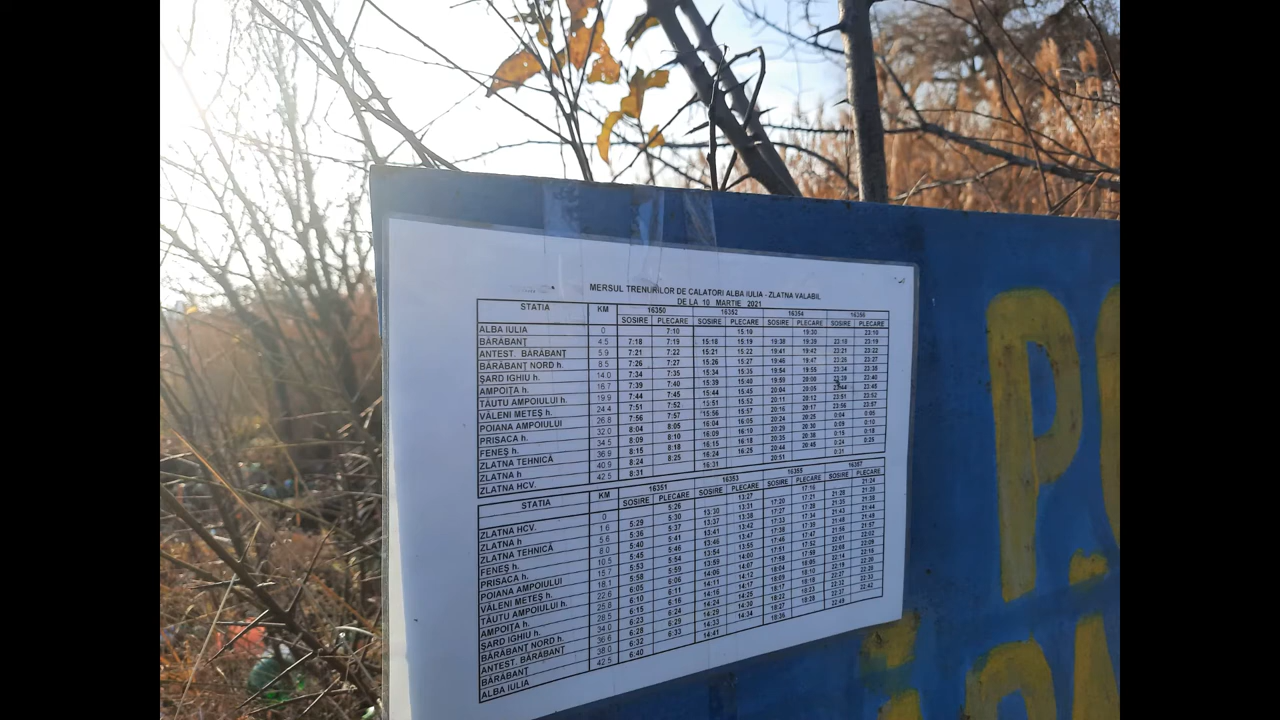 MERSUL TRENURILOR DE CALATORI ALBA IULIA - ZLATNA VALABIL
DE LA 10 MARTIE 2021
STATIA KM 16350 16352 16354 16356
SOSIRE PLECARE SOSIRE PLECARE SOSIRE PLECARE SOSIRE PLECARE
ALBA IULIA 0 7:10 15:10 19:30 23:10
BĂRĂBANȚ 4.5 7:18 7:19 15:18 15:19 19:38 19:39 23:18 23:19
ANTEST. BĂRĂBANȚ 5.9 7:21 7:22 15:21 15:22 19:41 19:42 23:21 23:22
BĂRĂBANȚ NORD h. 8.5 7:26 7:27 15:26 15:27 19:46 19:47 23:26 23:27
ȘARD IGHIU h. 14.0 7:34 7:35 15:34 15:35 19:54 19:55 23:34 23:35
AMPOIȚA h. 16.7 7:39 7:40 15:39 15:40 19:59 20:00 23:39 23:40
TĂUTU AMPOIULUI h. 19.9 7:44 7:45 15:44 15:45 20:04 20:05 23:44
VĂLENI METEȘ h. 24.4 7:51 7:52 15:51 15:52 20:11 20:12 23:51 23:52
POIANA AMPOIULUI 26.8 7:56 7:57 15:56 15:57 20:16 20:17 23:56 23:57
PRISACA h. 32.0 8:04 8:05 16:04 16:05 20:24 20:25 0:04 0:05
FENEȘ h. 34.5 8:09 8:10 16:09 16:10 20:29 20:30 0:09 0:10
ZLATNA TEHNICĂ 36.9 8:15 8:18 16:15 16:18 20:35 20:38 0:15 0:18
ZLATNA h 40.9 8:24 8:25 16:24 16:25 20:44 20:45 0:24 0:25
ZLATNA HCV. 42.5 8:31 16:31 20:51 0:31
STATIA KM 16351 16353 16355 16357
SOSIRE PLECARE SOSIRE PLECARE SOSIRE PLECARE SOSIRE PLECARE
ZLATNA HCV. 0 5:26 13:27 17:16 21:24
ZLATNA h 1.6 5:29 5:30 13:30 13:31 17:20 17:21 21:28 21:29
ZLATNA TEHNICĂ 5.6 5:36 5:37 13:37 13:38 17:27 17:28 21:35 21:38
FENEȘ h. 8.0 5:40 5:41 13:41 13:42 17:33 17:34 21:43 21:44
PRISACA h. 10.5 5:45 5:46 13:46 13:47 17:38 17:39 21:48 21:49
POIANA AMPOIULUI 15.7 5:53 5:54 13:54 13:55 17:46 17:47 21:56 21:57
VĂLENI METEȘ h. 18.1 5:58 5:59 13:59 14:00 17:51 17:52 22:01 22:02
TĂUTU AMPOIULUI h. 22.6 6:05 6:06 14:06 14:07 17:58 17:59 22:08 22:09
AMPOIȚA h. 25.8 6:10 6:11 14:11 14:12 18:04 18:05 22:14 22:15
ȘARD IGHIU h. 28.5 6:15 6:16 14:16 14:17 18:09 18:10 22:19 22:20
BĂRĂBANȚ NORD h. 34.0 6:23 6:24 14:24 14:25 18:17 18:18 22:27 22:28
ANTEST. BĂRĂBANȚ 36.6 6:28 6:29 14:29 14:30 18:22 18:23 22:32 22:33
BĂRĂBANȚ 38.0 6:32 6:33 14:33 14:34 18:27 18:28 22:42
ALBA IULIA 42.5 6:40 14:41 18:36 22:49